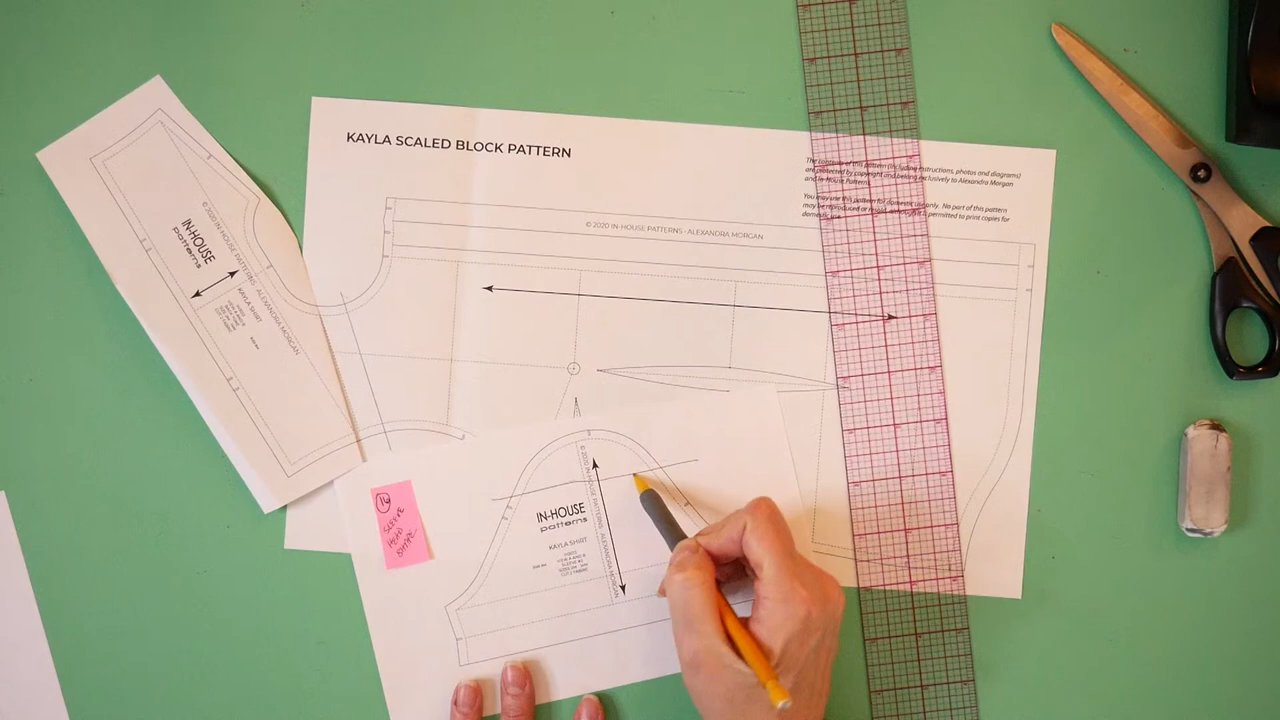 KAYLA SCALED BLOCK PATTERN
The contents of this pattern (including instructions, photos and diagrams)
are protected by copyright and belong exclusively to Alexandra Morgan
and In-House Patterns.
You may use this pattern for domestic use only. No part of this pattern
may be reproduced or resold, although it is permitted to print copies for
domestic use.
© 2020 IN-HOUSE PATTERNS - ALEXANDRA MORGAN
© 2020 IN-HOUSE PATTERNS - ALEXANDRA MORGAN
IN-HOUSE
patterns
KAYLA SHIRT
© 2020 IN-HOUSE PATTERNS - ALEXANDRA MORGAN
IN-HOUSE
patterns
KAYLA SHIRT
16
SLEEVE
HEAD
SHAPE